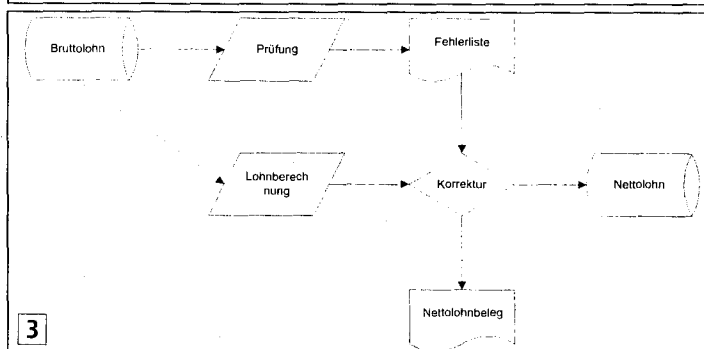 Bruttolohn
Prüfung
Fehlerliste
Lohnberech
nung
Korrektur
Nettolohn
Nettolohnbeleg
3